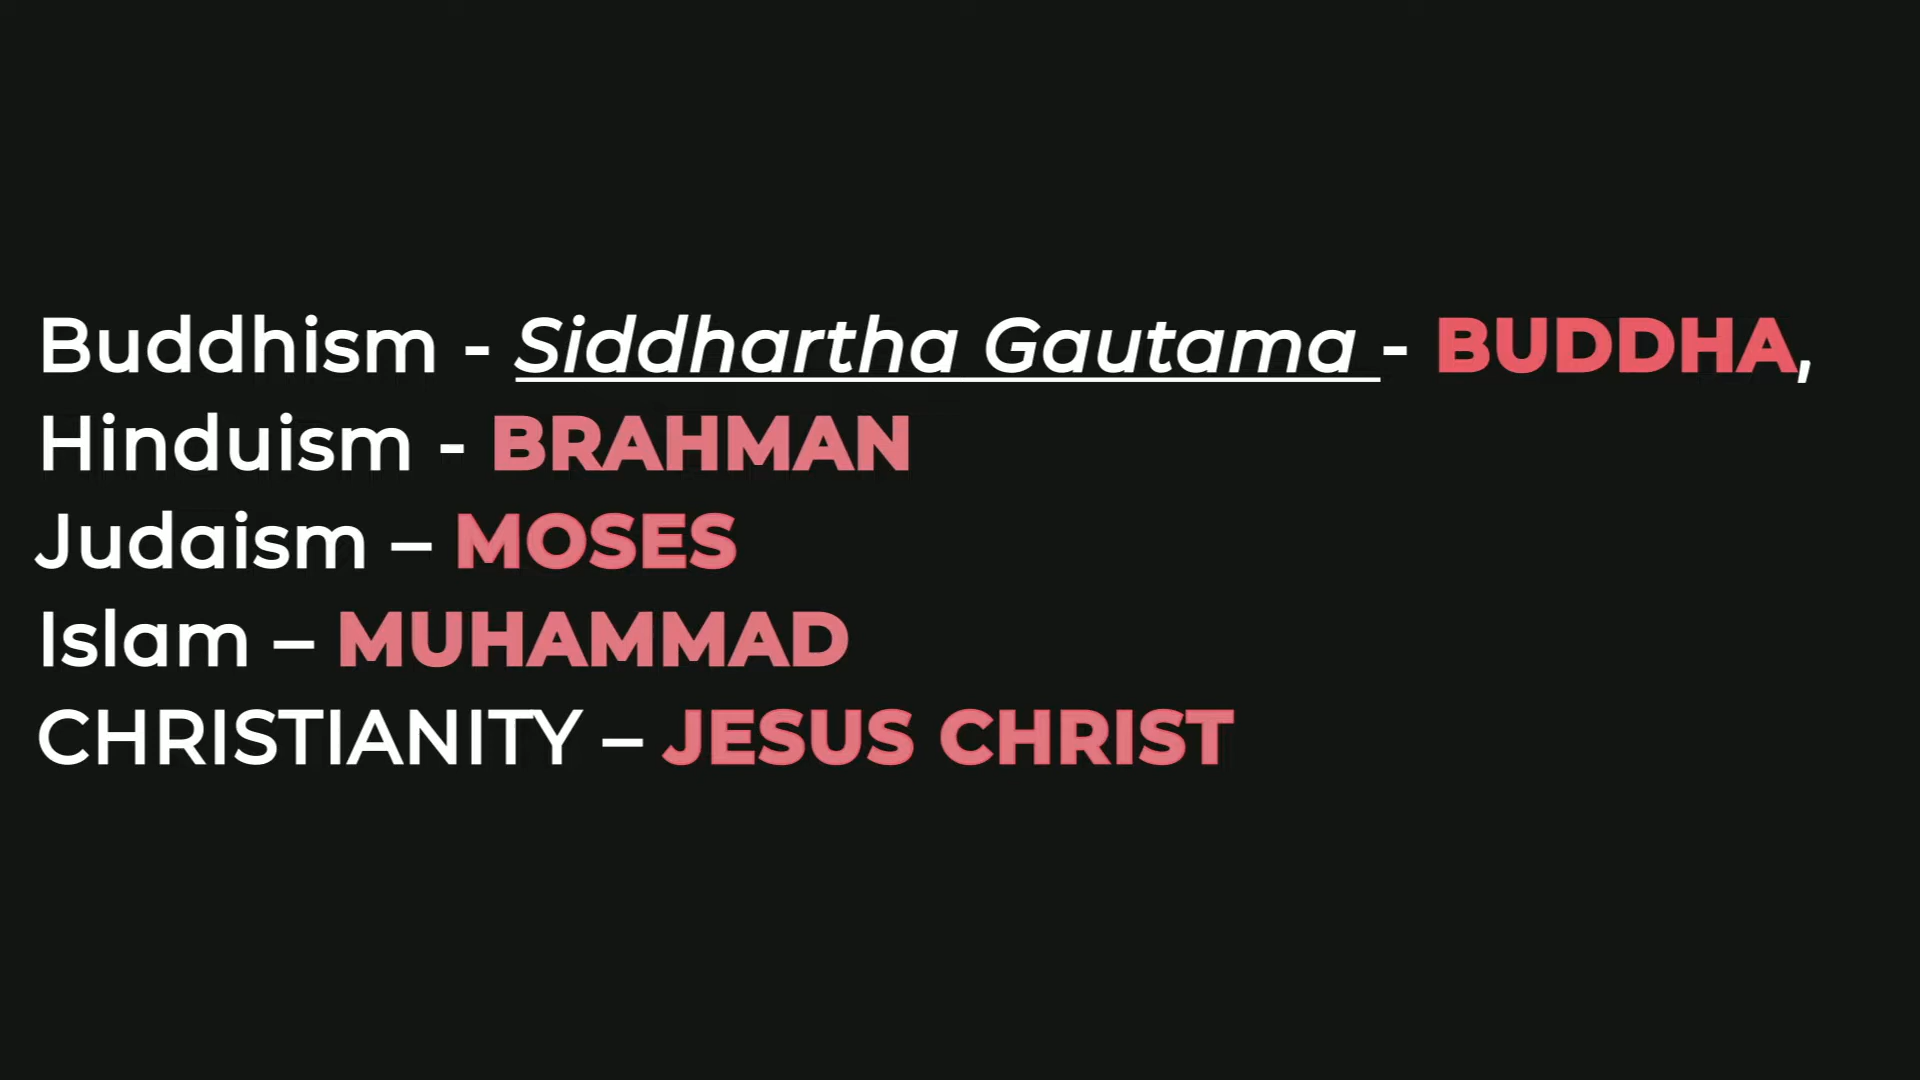 Buddhism - Siddhartha Gautama - BUDDHA,
Hinduism - BRAHMAN
Judaism – MOSES
Islam – MUHAMMAD
CHRISTIANITY – JESUS CHRIST